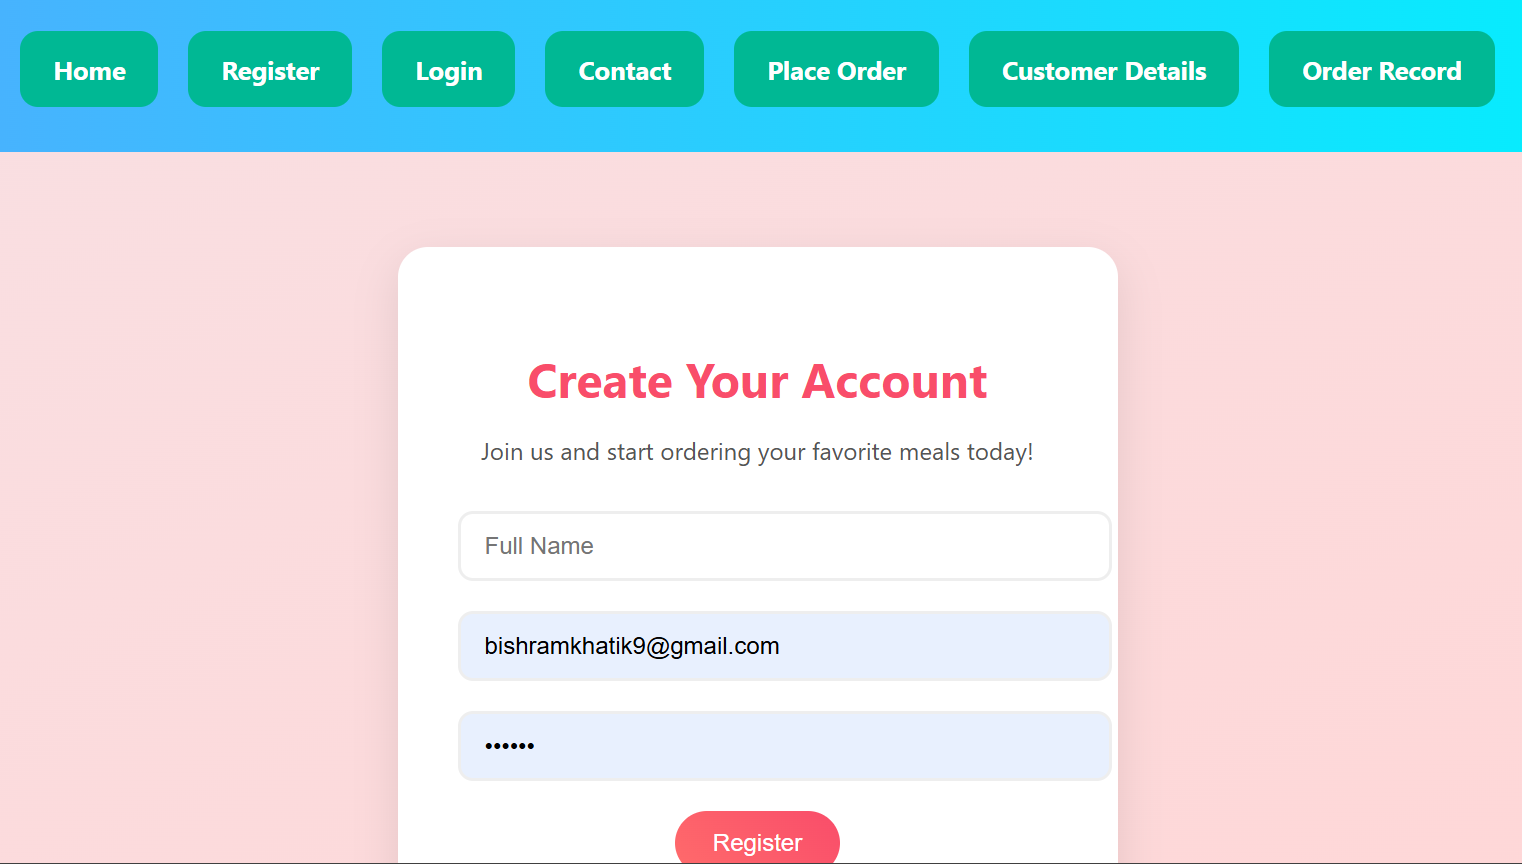 Home Register Login Contact Place Order Customer Details Order Record
Create Your Account
Join us and start ordering your favorite meals today!
Full Name
bishramkhatik9@gmail.com
••••••
Register